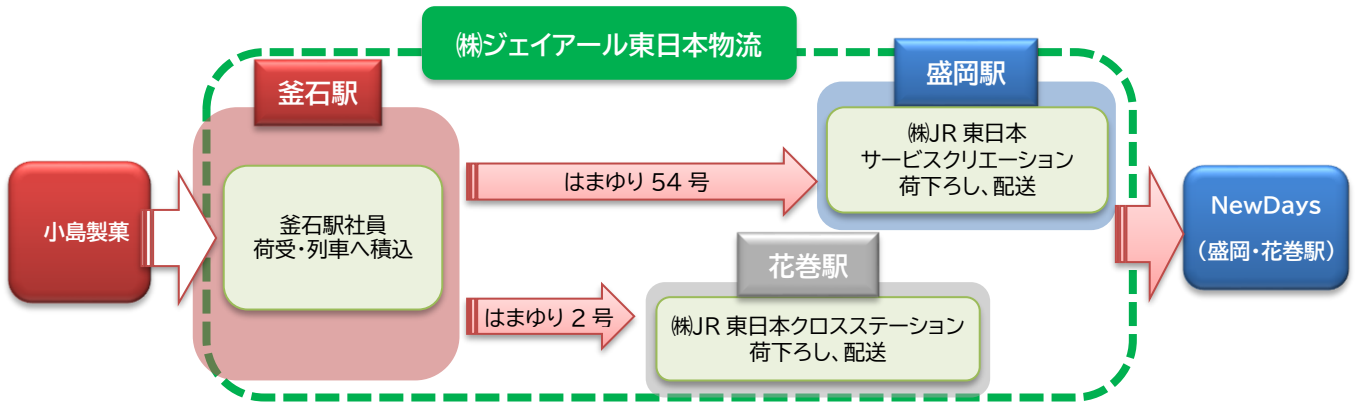 ㈱ジェイアール東日本物流
小島製菓
釜石駅
釜石駅社員
荷受・列車へ積込
はまゆり 54 号
はまゆり 2 号
盛岡駅
㈱JR 東日本
サービスクリエーション
荷下ろし、配送
花巻駅
㈱JR 東日本クロスステーション
荷下ろし、配送
NewDays
（盛岡・花巻駅）